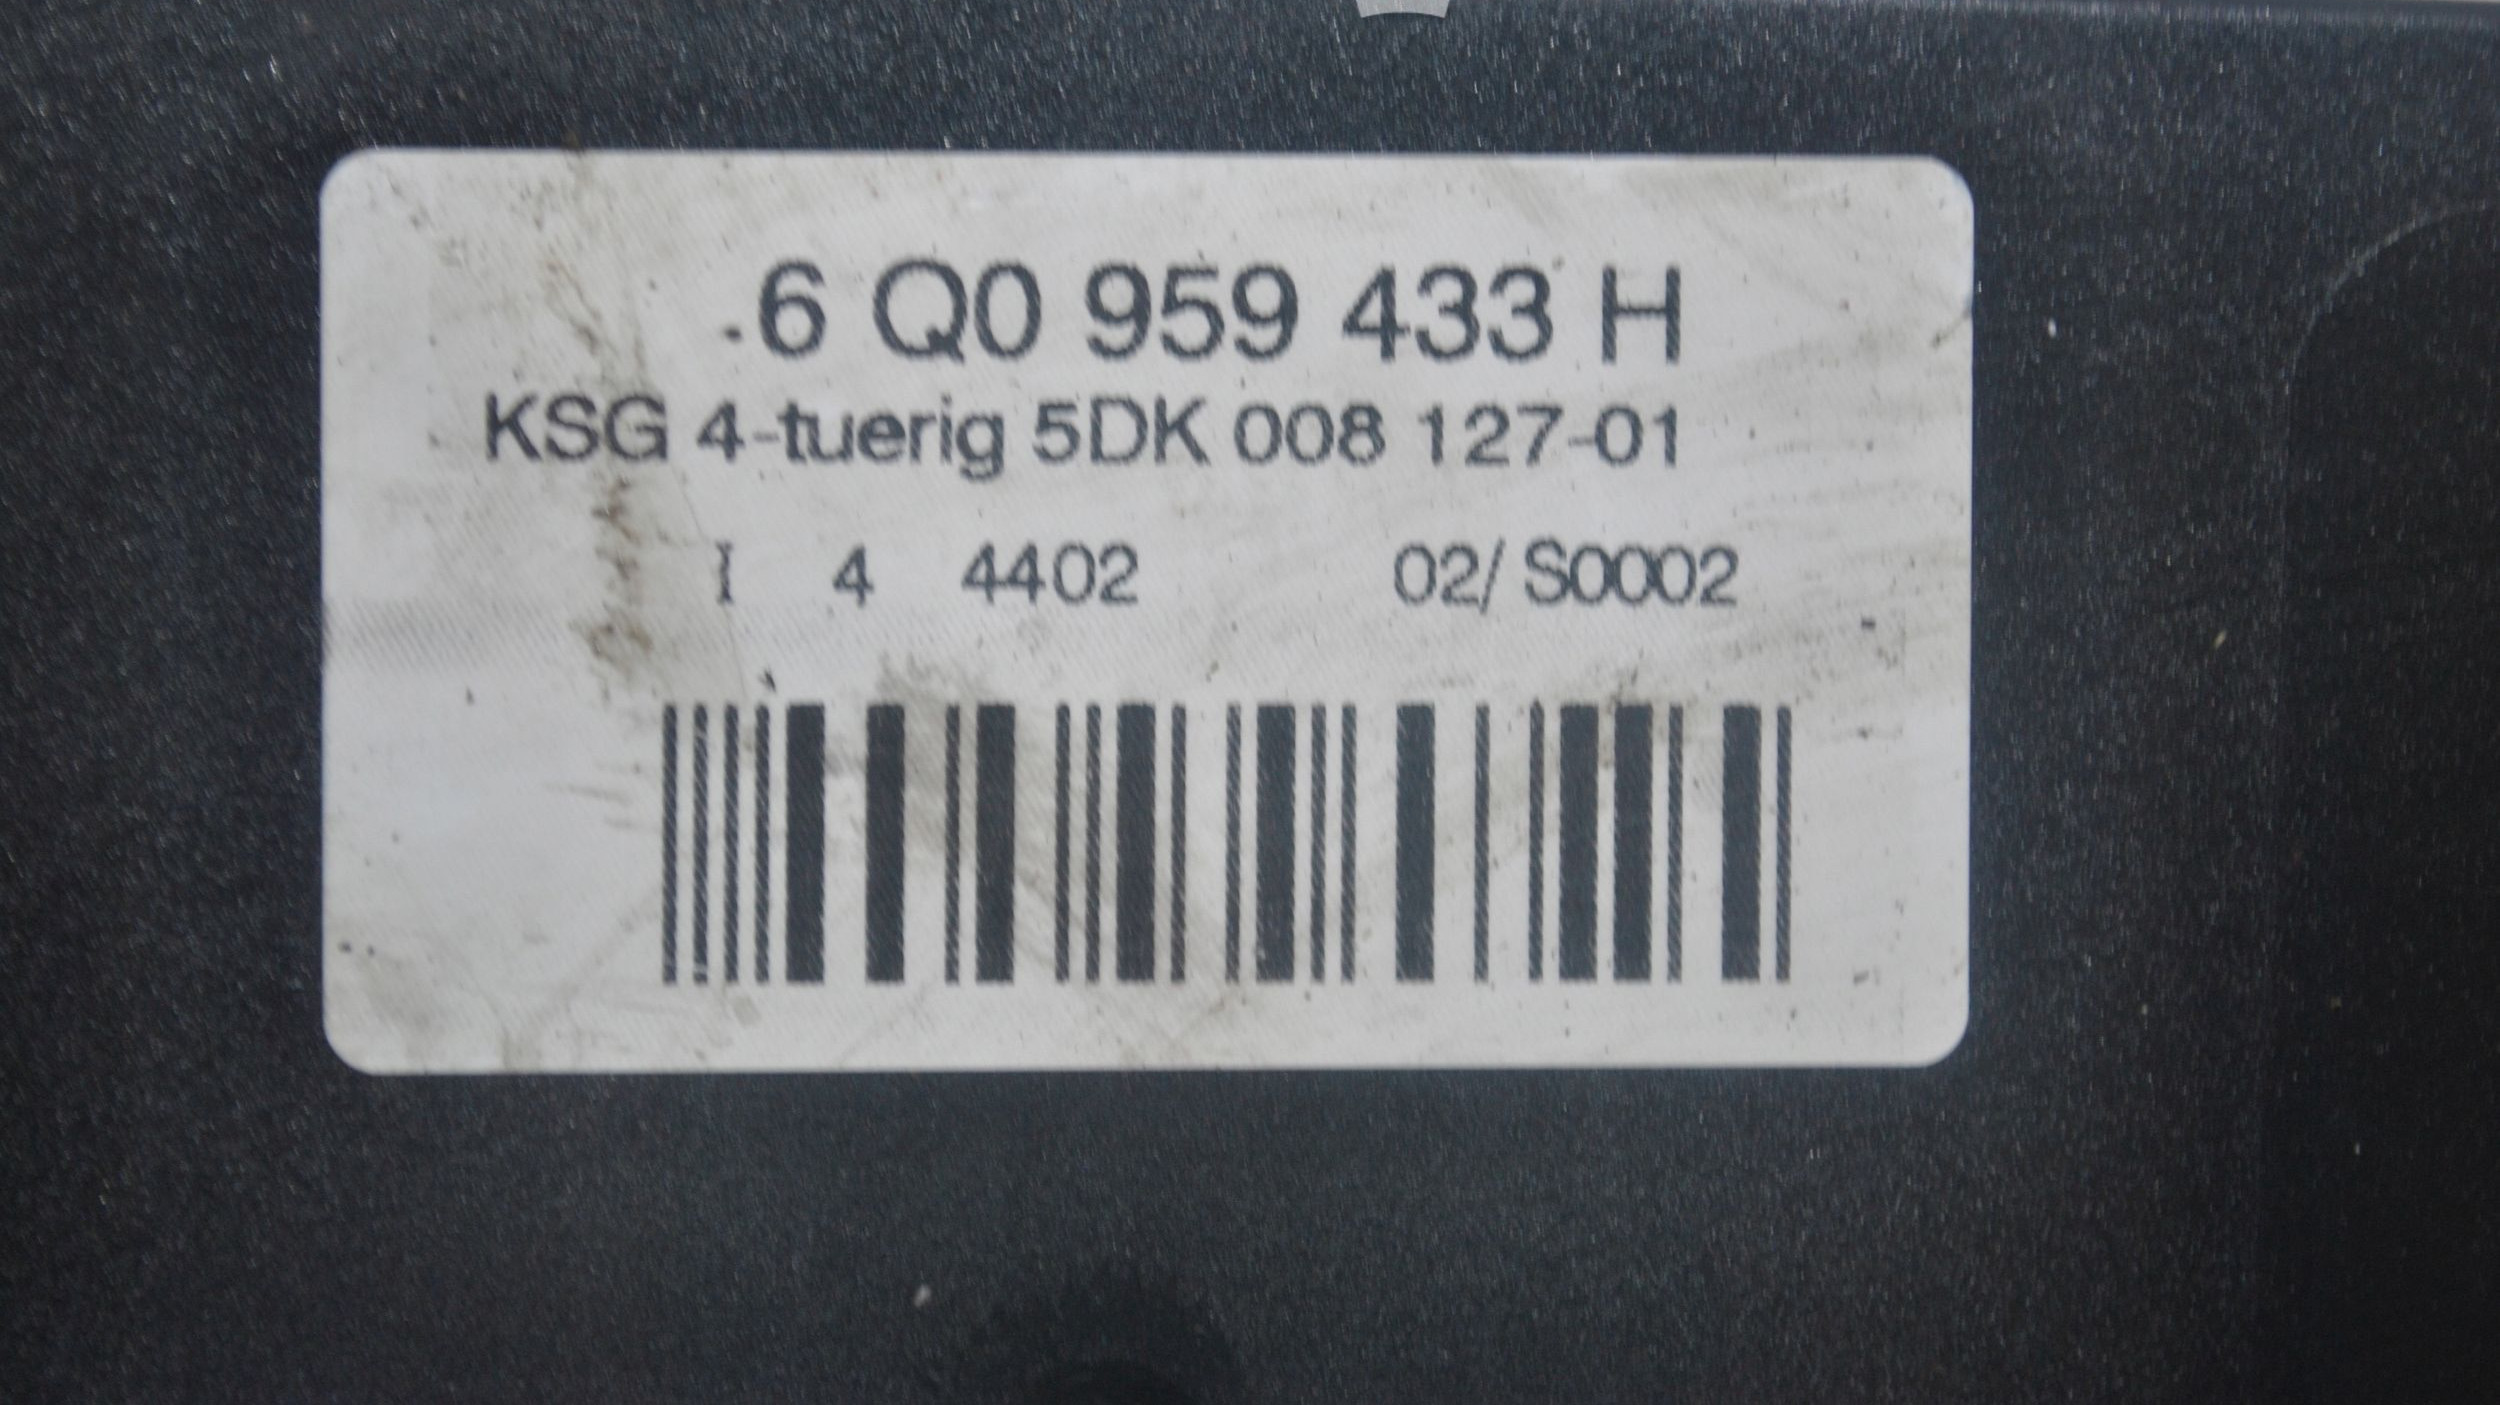 6 Q0 959 433 H
KSG 4-tuerig 5DK 008 127-01
I 4 4402 02/ S0002